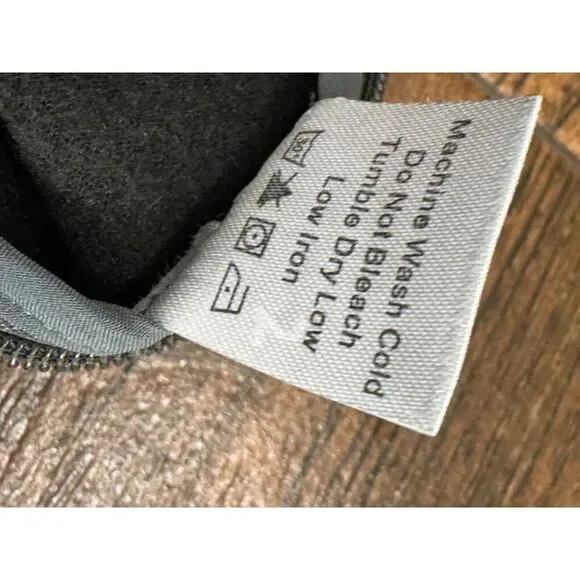 Machine Wash Cold
Do Not Bleach
Tumble Dry Low
Low Iron